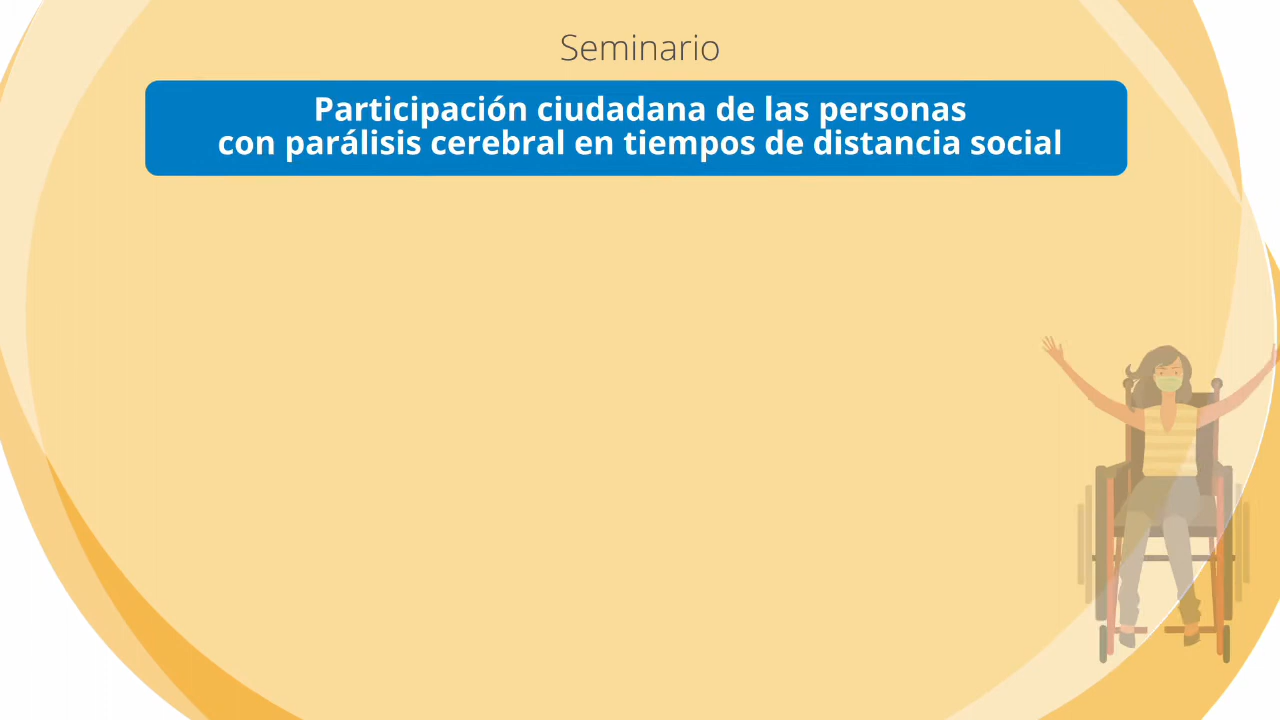 Seminario
Participación ciudadana de las personas
con parálisis cerebral en tiempos de distancia social